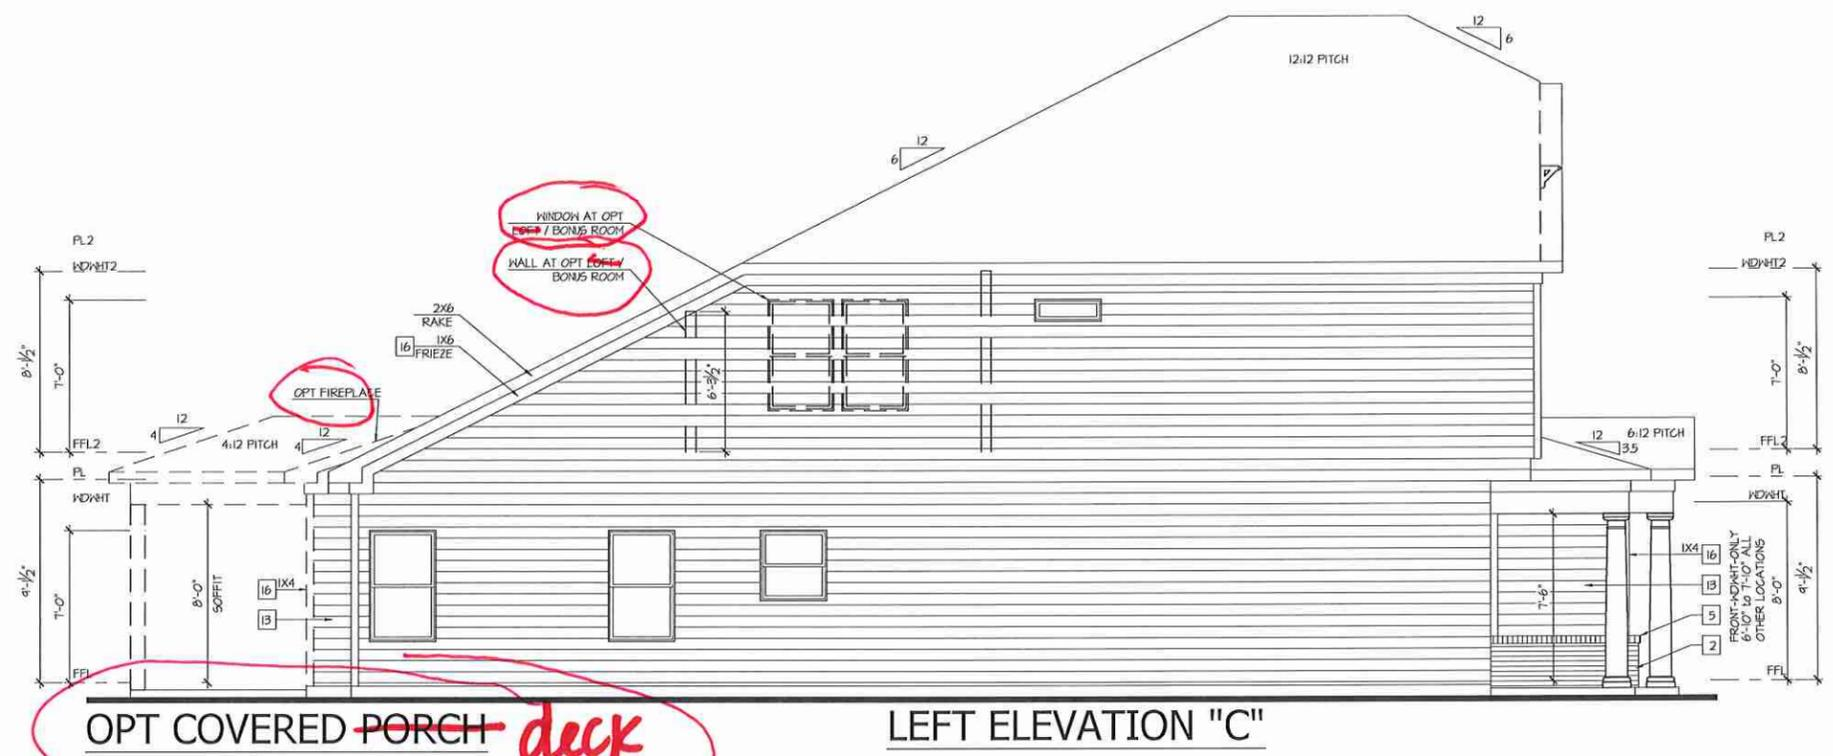 12
6
12:12 PITCH
12
6
WINDOW AT OPT
LOFT / BONUS ROOM
WALL AT OPT LOFT /
BONUS ROOM
PL2
WDWHT2
PL2
WDWHT2
2X6
RAKE
16 1X6
FRIEZE
8'-1/2"
7'-0"
6'-3/2"
7'-0"
8'-1/2"
OPT FIREPLACE
12
4
4:12 PITCH
12
4
FFL2
PL
WDWHT
12
3.5
6:12 PITCH
FFL2
PL
WDWHT
9'-1/2"
7'-0"
8'-0"
SOFFIT
16 1X4
13
7'-6"
1X4 16
13
5
2
FRONT-WDWHT-ONLY
6'-10" to 7'-10" ALL
OTHER LOCATIONS
8'-0"
9'-1/2"
FFL
FFL
OPT COVERED PORCH deck
LEFT ELEVATION "C"